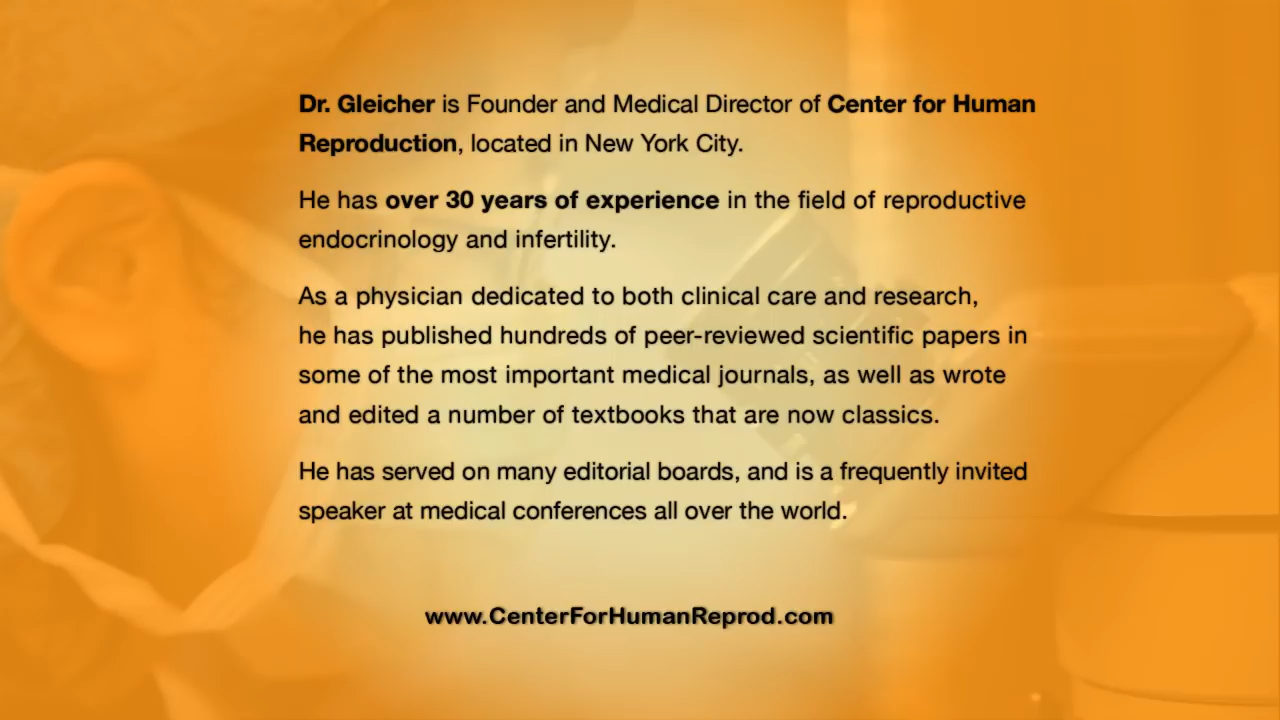 Dr. Gleicher is Founder and Medical Director of Center for Human
Reproduction, located in New York City.
He has over 30 years of experience in the field of reproductive
endocrinology and infertility.
As a physician dedicated to both clinical care and research,
he has published hundreds of peer-reviewed scientific papers in
some of the most important medical journals, as well as wrote
and edited a number of textbooks that are now classics.
He has served on many editorial boards, and is a frequently invited
speaker at medical conferences all over the world.
www.CenterForHumanReprod.com